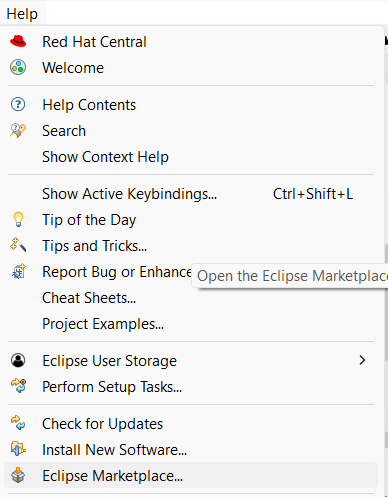 Help
Red Hat Central
Welcome
Help Contents
Search
Show Context Help
Show Active Keybindings... Ctrl+Shift+L
Tip of the Day
Tips and Tricks...
Report Bug or Enhance
Open the Eclipse Marketplace
Cheat Sheets...
Project Examples...
Eclipse User Storage
Perform Setup Tasks...
Check for Updates
Install New Software...
Eclipse Marketplace...